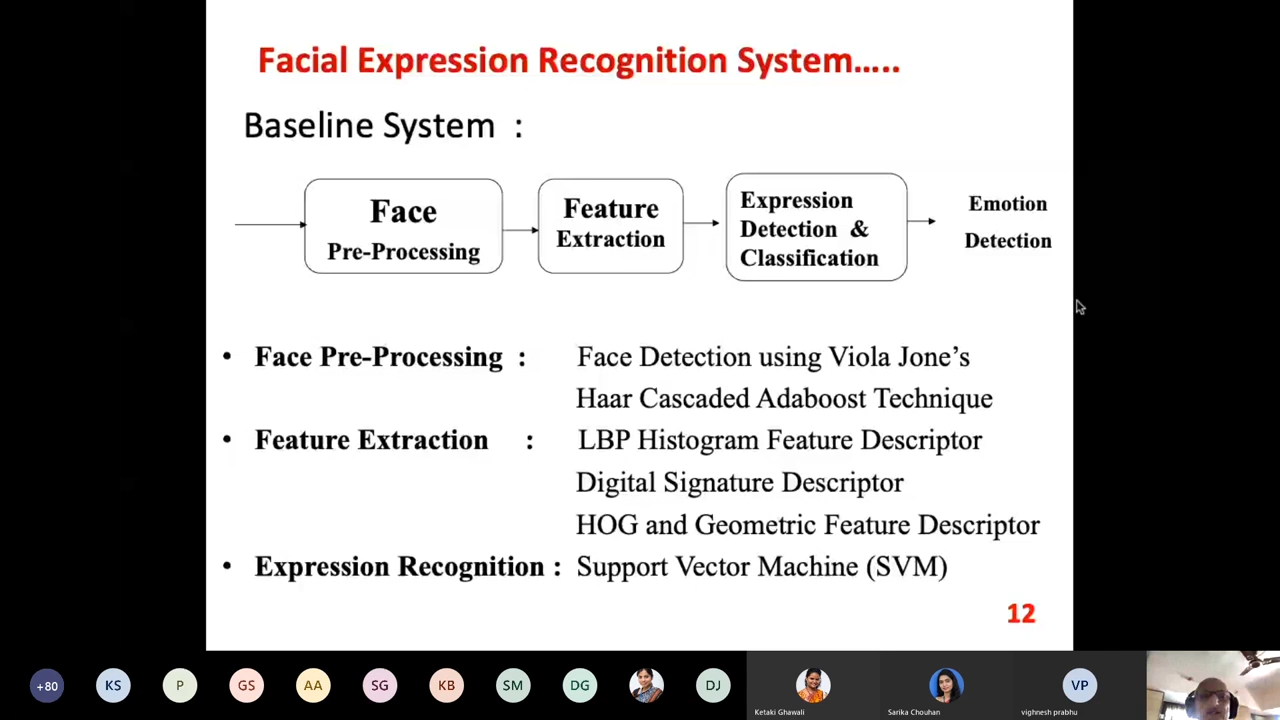 Facial Expression Recognition System…..
Baseline System :
Face
Pre-Processing
Feature
Extraction
Expression
Detection &
Classification
Emotion
Detection
• Face Pre-Processing : Face Detection using Viola Jone’s
Haar Cascaded Adaboost Technique
• Feature Extraction : LBP Histogram Feature Descriptor
Digital Signature Descriptor
HOG and Geometric Feature Descriptor
• Expression Recognition : Support Vector Machine (SVM)
12
+80 KS P GS AA SG KB SM DG DJ VP
Ketaki Ghawali Sarika Chouhan vighnesh prabhu